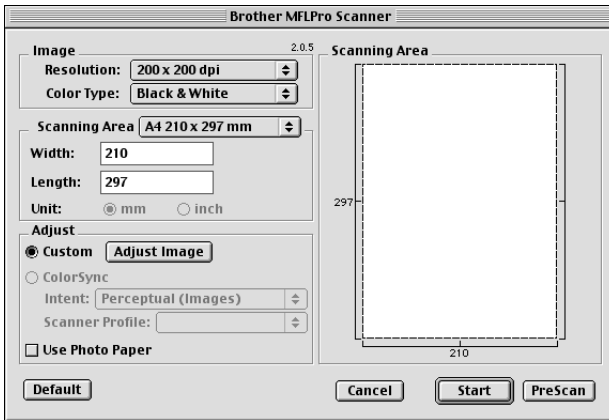 Brother MFLPro Scanner
Image
2.0.5
Resolution: 200 x 200 dpi
Color Type: Black & White
Scanning Area A4 210 x 297 mm
Width: 210
Length: 297
Unit: mm inch
Adjust
Custom Adjust Image
ColorSync
Intent: Perceptual (Images)
Scanner Profile:
Use Photo Paper
Scanning Area
297
210
Default Cancel Start PreScan